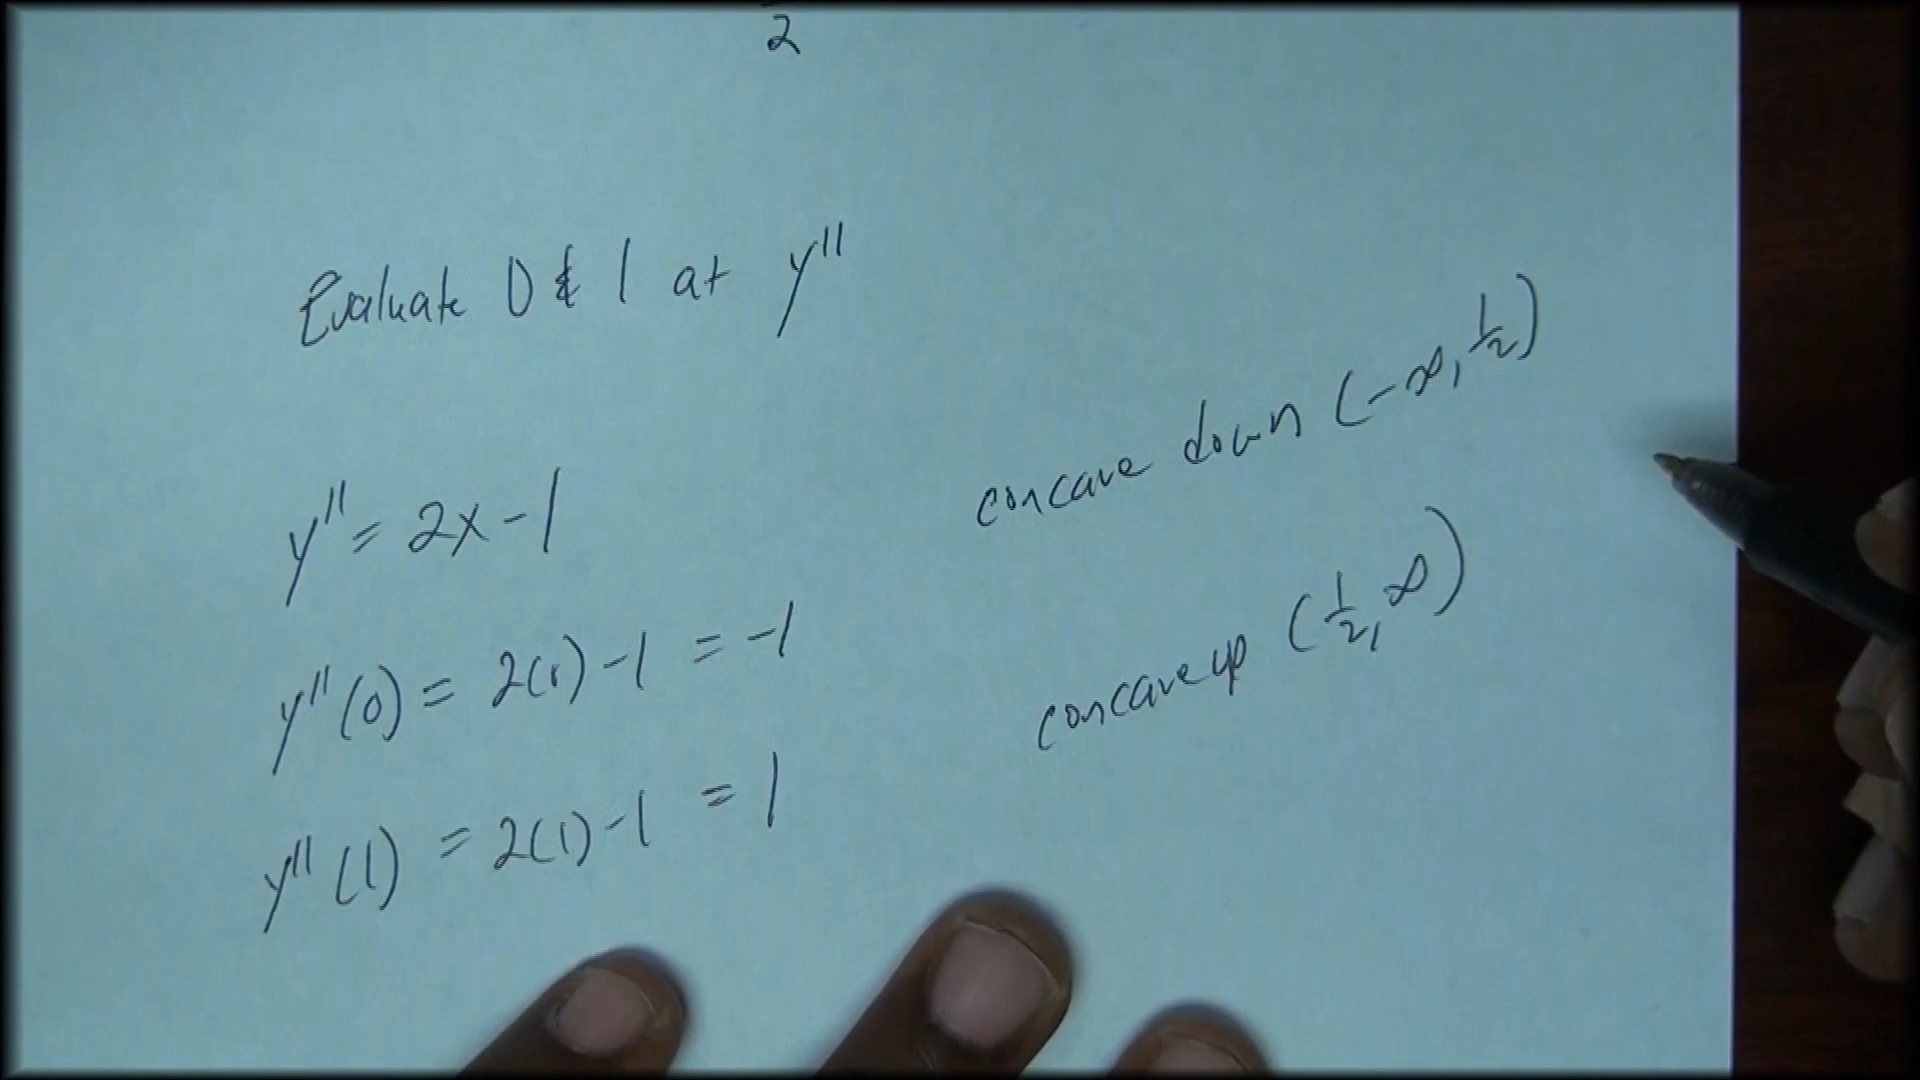 2
Evaluate 0 & 1 at y"
y" = 2x - 1
y"(0) = 2(0) - 1 = -1
y"(1) = 2(1) - 1 = 1
concave down (-∞, 1/2)
concave up (1/2, ∞)